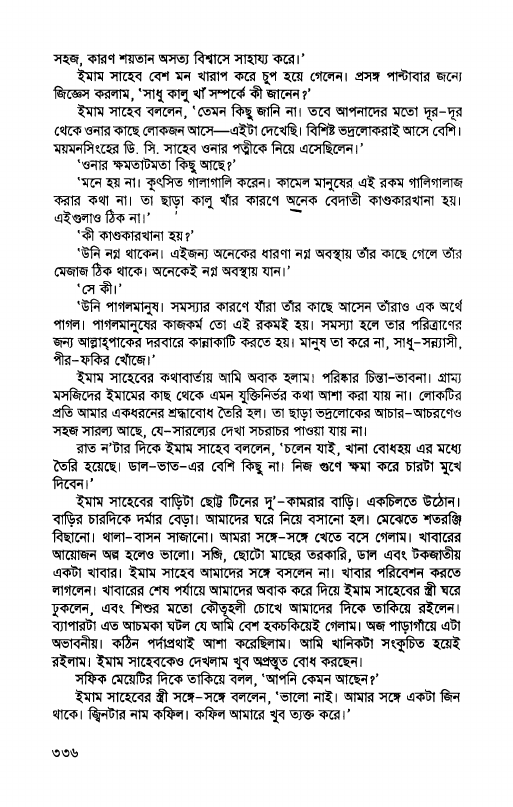 সহজ, কারণ শয়তান অসত্য বিশ্বাসে সাহায্য করে।’
ইমাম সাহেব বেশ মন খারাপ করে চুপ হয়ে গেলেন। প্রসঙ্গ পাল্টাবার জন্যে
জিজ্ঞেস করলাম, ‘সাধু কালু খাঁ সম্পর্কে কী জানেন?’
ইমাম সাহেব বললেন, ‘তেমন কিছু জানি না। তবে আপনাদের মতো দূর-দূর
থেকে ওনার কাছে লোকজন আসে—এইটা দেখেছি। বিশিষ্ট ভদ্রলোকরাই আসে বেশি।
ময়মনসিংহের ডি. সি. সাহেব ওনার পত্নীকে নিয়ে এসেছিলেন।’
‘ওনার ক্ষমতাটমতা কিছু আছে?’
‘মনে হয় না। কুৎসিত গালাগালি করেন। কামেল মানুষের এই রকম গালিগালাজ
করার কথা না। তা ছাড়া কালু খাঁর কারণে অনেক বেদাতী কাণ্ডকারখানা হয়।
এইগুলাও ঠিক না।’
‘কী কাণ্ডকারখানা হয়?’
‘উনি নগ্ন থাকেন। এইজন্য অনেকের ধারণা নগ্ন অবস্থায় তাঁর কাছে গেলে তাঁর
মেজাজ ঠিক থাকে। অনেকেই নগ্ন অবস্থায় যান।’
‘সে কী।’
‘উনি পাগলমানুষ। সমস্যার কারণে যাঁরা তাঁর কাছে আসেন তাঁরাও এক অর্থে
পাগল। পাগলমানুষের কাজকর্ম তো এই রকমই হয়। সমস্যা হলে তার পরিত্রাণের
জন্য আল্লাহ্‌পাকের দরবারে কান্নাকাটি করতে হয়। মানুষ তা করে না, সাধু-সন্ন্যাসী,
পীর-ফকির খোঁজে।’
ইমাম সাহেবের কথাবার্তায় আমি অবাক হলাম। পরিষ্কার চিন্তা-ভাবনা। গ্রাম্য
মসজিদের ইমামের কাছ থেকে এমন যুক্তিনির্ভর কথা আশা করা যায় না। লোকটির
প্রতি আমার একধরনের শ্রদ্ধাবোধ তৈরি হল। তা ছাড়া ভদ্রলোকের আচার-আচরণেও
সহজ সারল্য আছে, যে-সারল্যের দেখা সচরাচর পাওয়া যায় না।
রাত ন’টার দিকে ইমাম সাহেব বললেন, ‘চলেন যাই, খানা বোধহয় এর মধ্যে
তৈরি হয়েছে। ডাল-ভাত-এর বেশি কিছু না। নিজ গুণে ক্ষমা করে চারটা মুখে
দিবেন।’
ইমাম সাহেবের বাড়িটা ছোট্ট টিনের দু’-কামরার বাড়ি। একচিলতে উঠোন।
বাড়ির চারদিকে দর্মার বেড়া। আমাদের ঘরে নিয়ে বসানো হল। মেঝেতে শতরঞ্জি
বিছানো। থালা-বাসন সাজানো। আমরা সঙ্গে-সঙ্গে খেতে বসে গেলাম। খাবারের
আয়োজন অল্প হলেও ভালো। সব্জি, ছোটো মাছের তরকারি, ডাল এবং টকজাতীয়
একটা খাবার। ইমাম সাহেব আমাদের সঙ্গে বসলেন না। খাবার পরিবেশন করতে
লাগলেন। খাবারের শেষ পর্যায়ে আমাদের অবাক করে দিয়ে ইমাম সাহেবের স্ত্রী ঘরে
ঢুকলেন, এবং শিশুর মতো কৌতূহলী চোখে আমাদের দিকে তাকিয়ে রইলেন।
ব্যাপারটা এত আচমকা ঘটল যে আমি বেশ হকচকিয়েই গেলাম। অজ পাড়াগাঁয়ে এটা
অভাবনীয়। কঠিন পর্দাপ্রথাই আশা করেছিলাম। আমি খানিকটা সংকুচিত হয়েই
রইলাম। ইমাম সাহেবকেও দেখলাম খুব অপ্রস্তুত বোধ করছেন।
সফিক মেয়েটির দিকে তাকিয়ে বলল, ‘আপনি কেমন আছেন?’
ইমাম সাহেবের স্ত্রী সঙ্গে-সঙ্গে বললেন, ‘ভালো নাই। আমার সঙ্গে একটা জিন
থাকে। জ্বিনটার নাম কফিল। কফিল আমারে খুব ত্যক্ত করে।’
৩৩৬